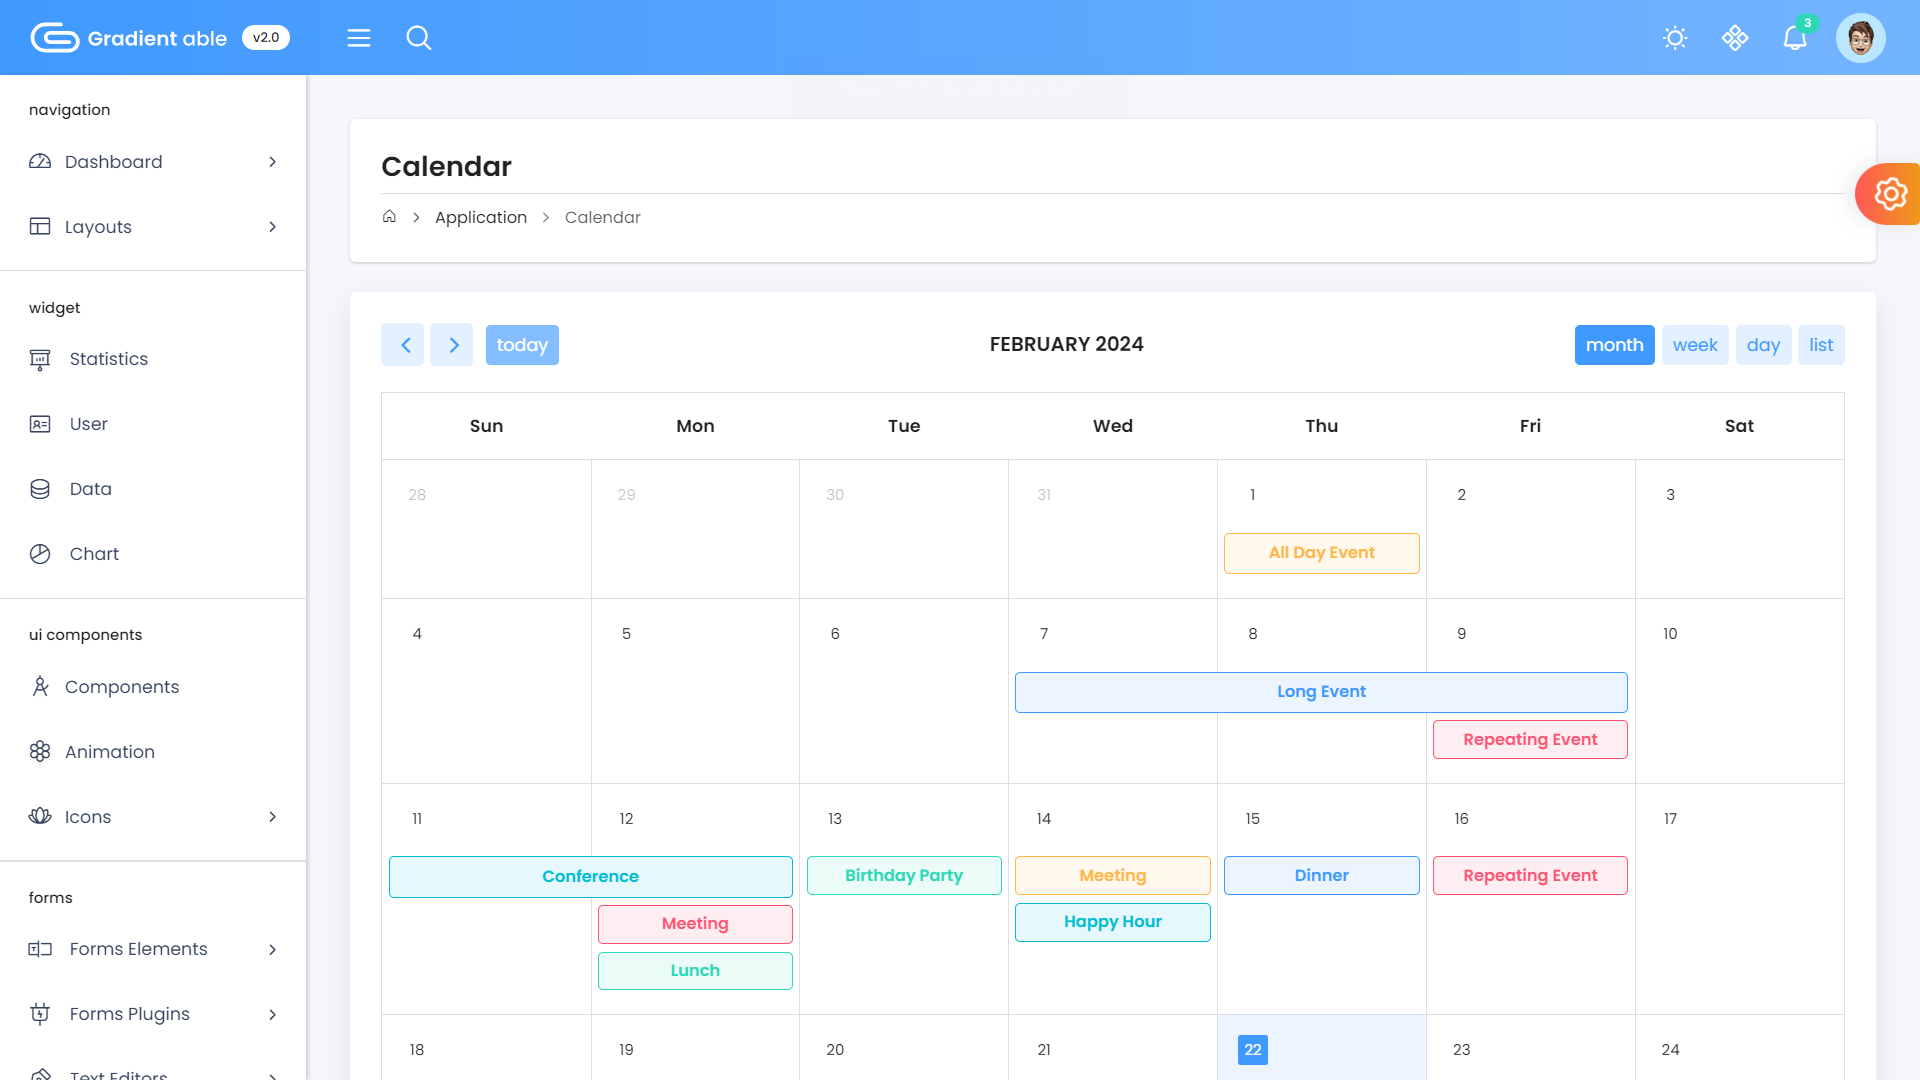 Gradient able v2.0
3
navigation
Dashboard
Layouts
widget
Statistics
User
Data
Chart
ui components
Components
Animation
Icons
forms
Forms Elements
Forms Plugins
Text Editors
Calendar
Application
Calendar
today
FEBRUARY 2024
month week day list
Sun Mon Tue Wed Thu Fri Sat
28 29 30 31 1 2 3
All Day Event
4 5 6 7 8 9 10
Long Event
Repeating Event
11 12 13 14 15 16 17
Conference Birthday Party Meeting Dinner Repeating Event
Meeting Happy Hour
Lunch
18 19 20 21 22 23 24